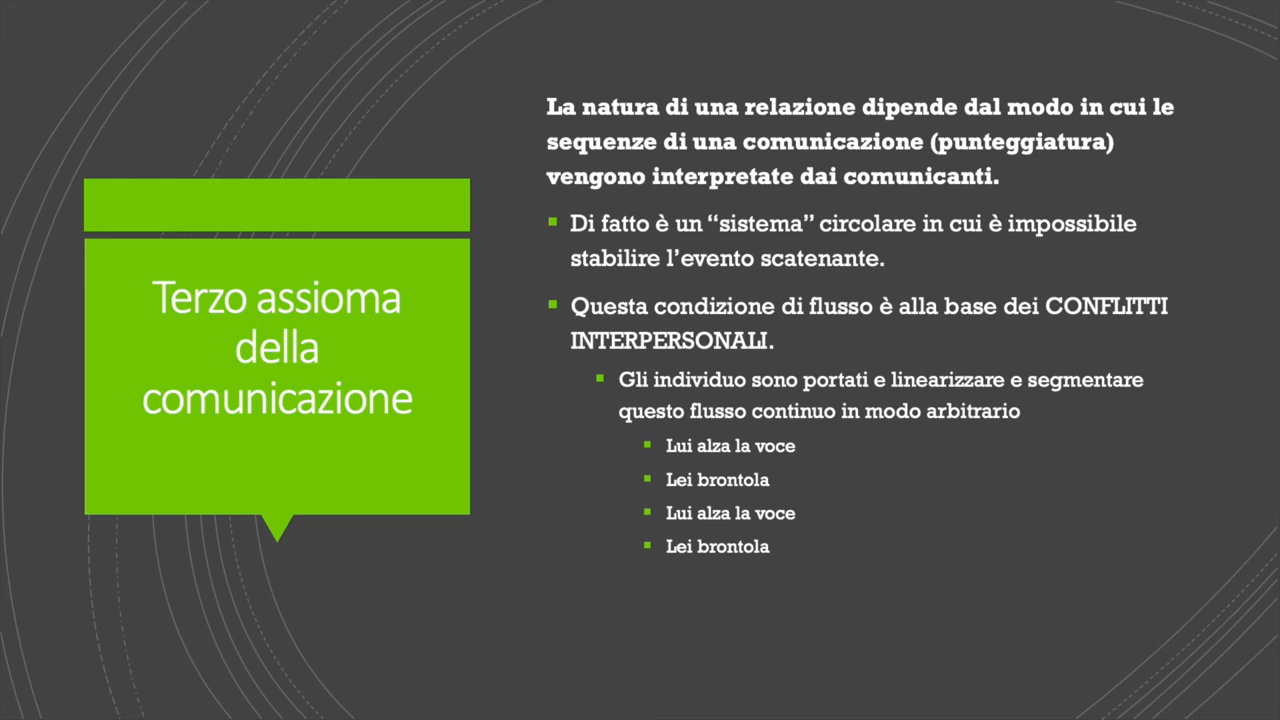 Terzo assioma
della
comunicazione
La natura di una relazione dipende dal modo in cui le
sequenze di una comunicazione (punteggiatura)
vengono interpretate dai comunicanti.
Di fatto è un “sistema” circolare in cui è impossibile
stabilire l’evento scatenante.
Questa condizione di flusso è alla base dei CONFLITTI
INTERPERSONALI.
Gli individuo sono portati e linearizzare e segmentare
questo flusso continuo in modo arbitrario
Lui alza la voce
Lei brontola
Lui alza la voce
Lei brontola